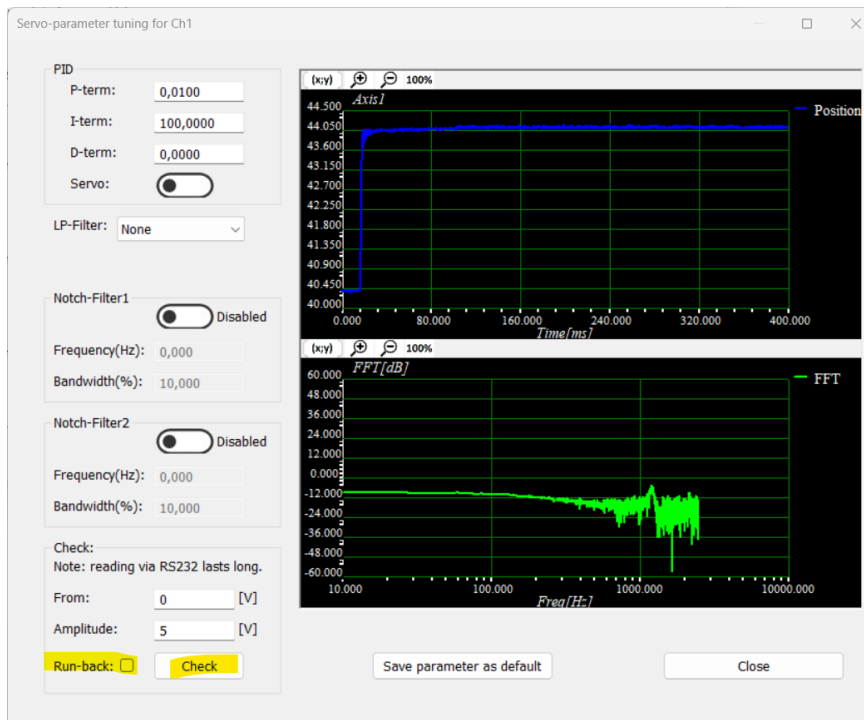 Servo-parameter tuning for Ch1
PID
P-term: 0,0100
I-term: 100,0000
D-term: 0,0000
Servo:
LP-Filter: None
Notch-Filter1
Disabled
Frequency(Hz): 0,000
Bandwidth(%): 10,000
Notch-Filter2
Disabled
Frequency(Hz): 0,000
Bandwidth(%): 10,000
Check:
Note: reading via RS232 lasts long.
From: 0 [V]
Amplitude: 5 [V]
Run-back: Check
(x;y) 100%
Axis1
44.500
44.050
43.600
43.150
42.700
42.250
41.800
41.350
40.900
40.450
40.000
0.000 80.000 160.000 240.000 320.000 400.000
Time[ms]
Position
(x;y) 100%
FFT[dB]
60.000
48.000
36.000
24.000
12.000
0.000
-12.000
-24.000
-36.000
-48.000
-60.000
10.000 100.000 1000.000 10000.000
Freq[Hz]
FFT
Save parameter as default
Close